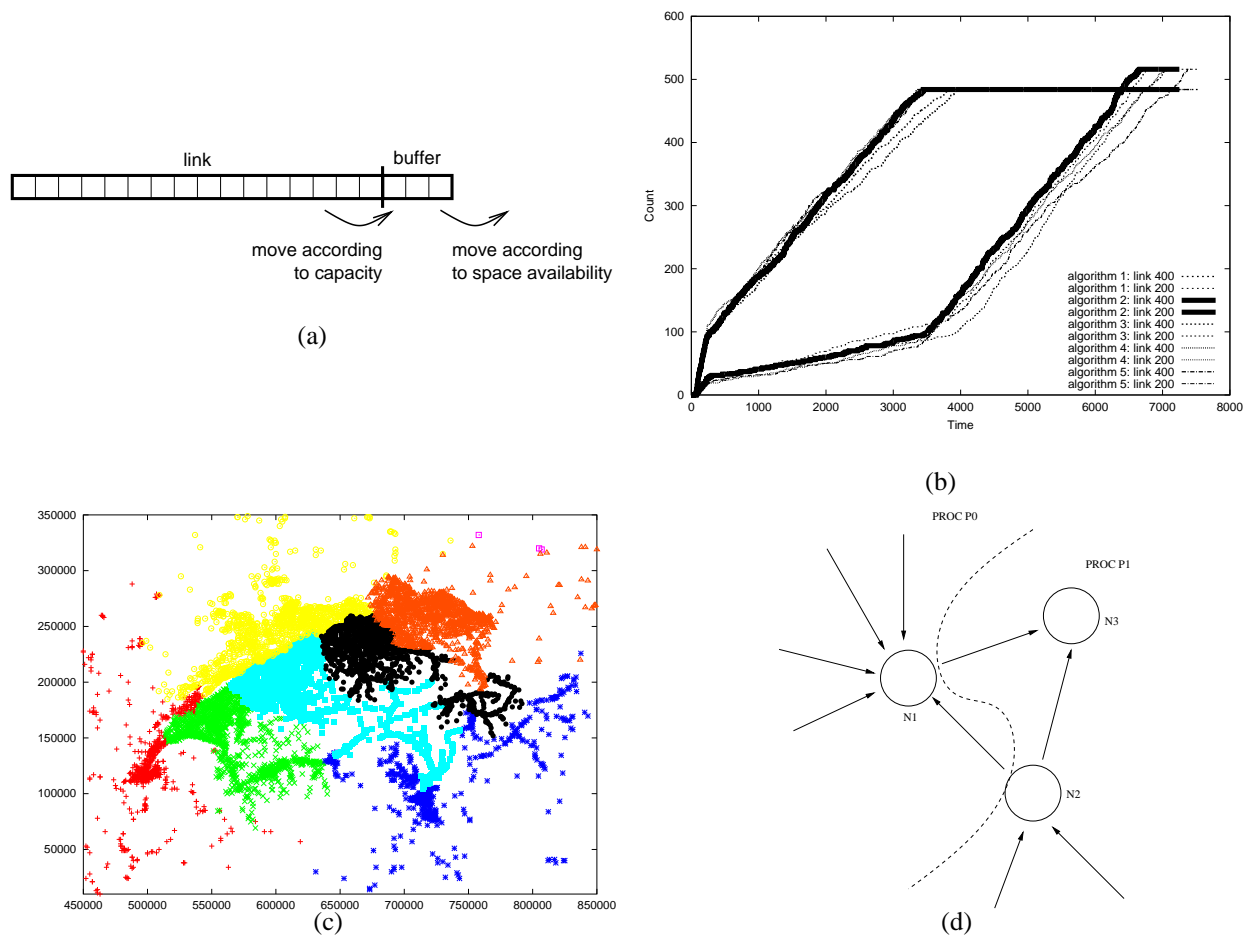 link
buffer
move according
to capacity
move according
to space availability
(a)
600
500
400
300
200
100
0
Count
0 1000 2000 3000 4000 5000 6000 7000 8000
Time
algorithm 1: link 400
algorithm 1: link 200
algorithm 2: link 400
algorithm 2: link 200
algorithm 3: link 400
algorithm 3: link 200
algorithm 4: link 400
algorithm 4: link 200
algorithm 5: link 400
algorithm 5: link 200
(b)
350000
300000
250000
200000
150000
100000
50000
450000 500000 550000 600000 650000 700000 750000 800000 850000
(c)
PROC P0
PROC P1
N3
N1
N2
(d)